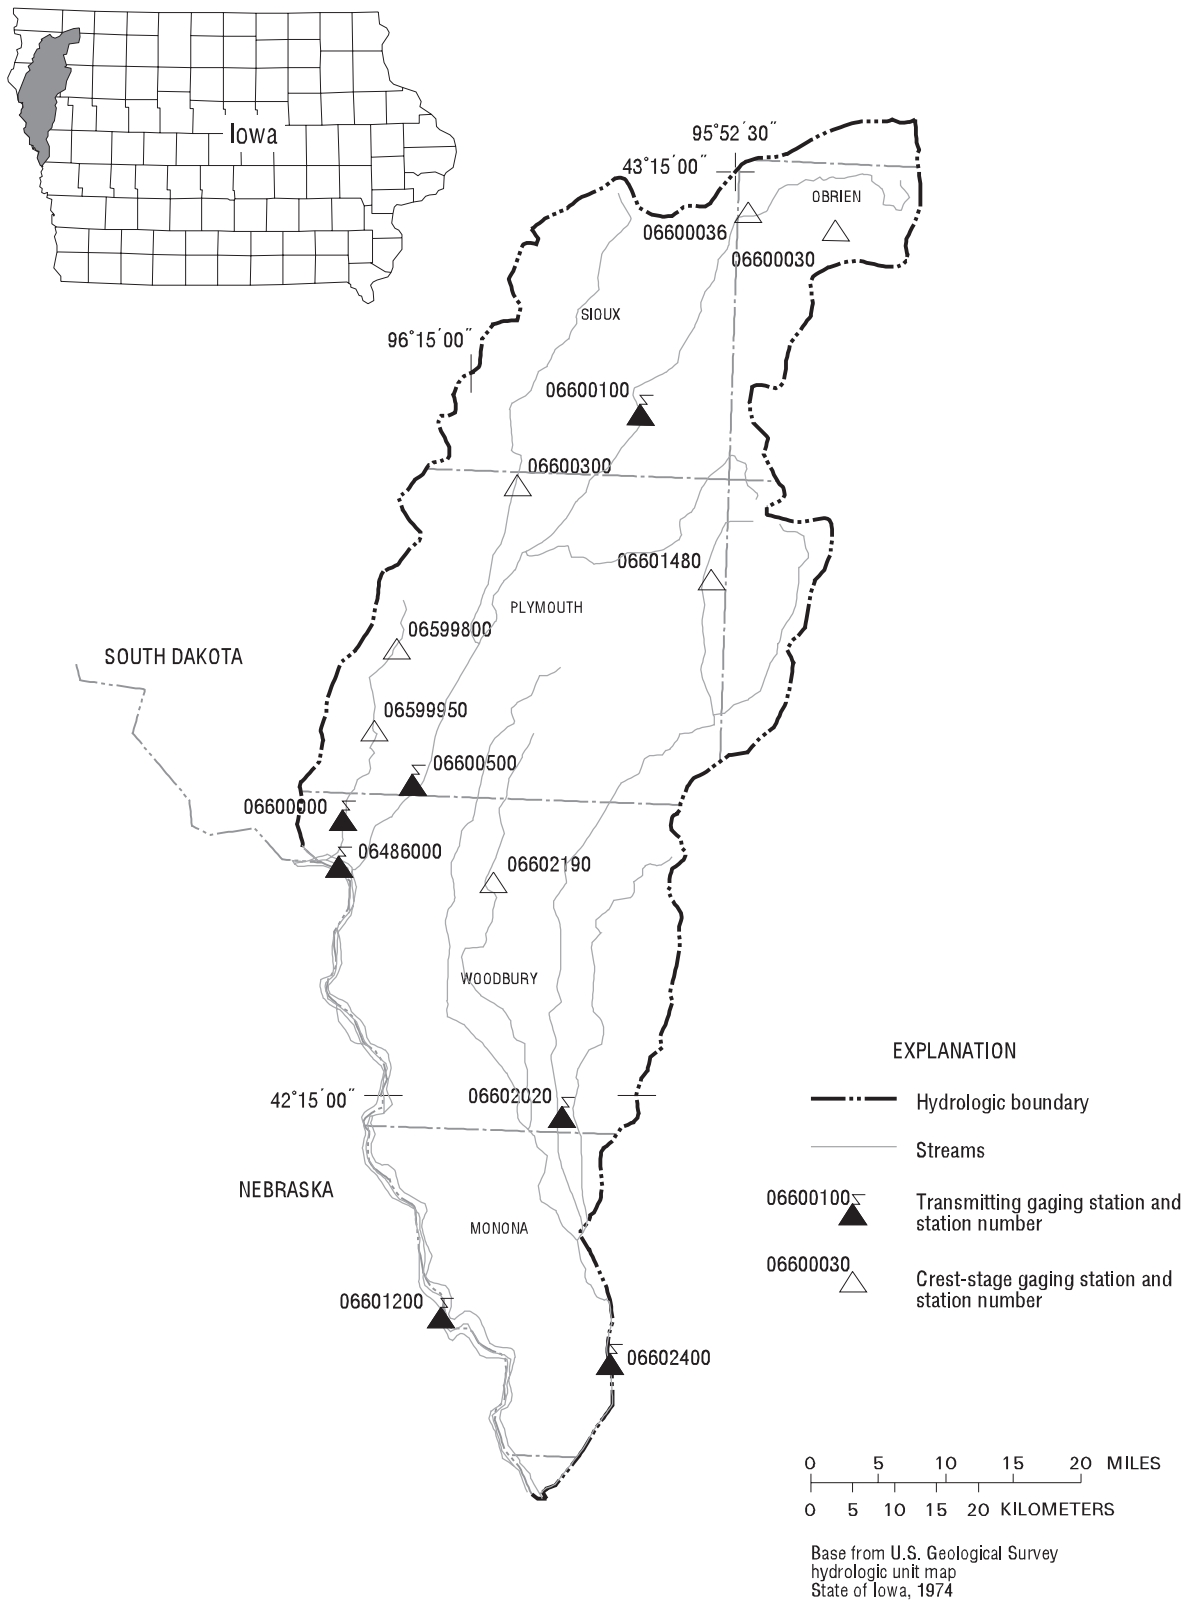 Iowa
95°52´30″
43°15´00″
OBRIEN
06600036
06600030
SIOUX
96°15´00″
06600100
06600300
06601480
PLYMOUTH
06599800
SOUTH DAKOTA
06599950
06600500
06600000
06486000
06602190
WOODBURY
42°15´00″
06602020
NEBRASKA
MONONA
06601200
06602400
EXPLANATION
Hydrologic boundary
Streams
06600100
Transmitting gaging station and
station number
06600030
Crest-stage gaging station and
station number
0 5 10 15 20 MILES
0 5 10 15 20 KILOMETERS
Base from U.S. Geological Survey
hydrologic unit map
State of Iowa, 1974